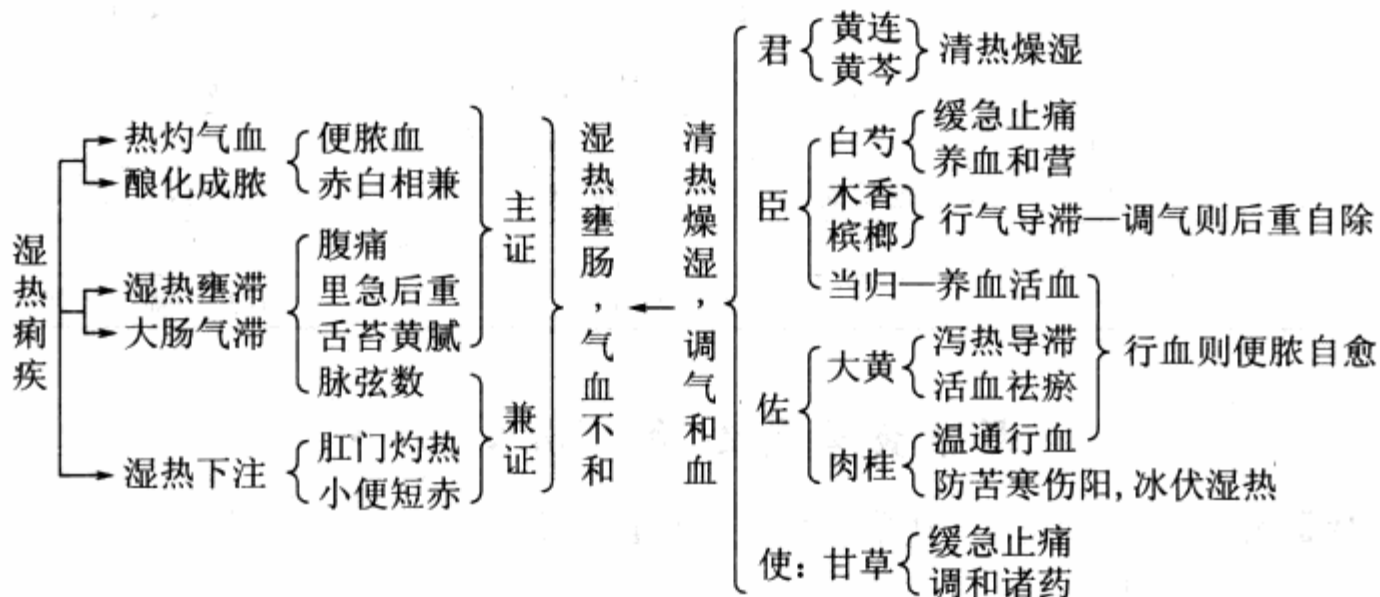 湿热痢疾
热灼气血
酿化成脓
便脓血
赤白相兼
湿热壅滞
大肠气滞
腹痛
里急后重
舌苔黄腻
脉弦数
湿热下注
肛门灼热
小便短赤
主证
兼证
湿热壅肠，气血不和
清热燥湿，调气和血
君
黄连
黄芩
清热燥湿
臣
白芍
缓急止痛
养血和营
木香
槟榔
行气导滞—调气则后重自除
当归—养血活血
佐
大黄
泻热导滞
活血祛瘀
行血则便脓自愈
肉桂
温通行血
防苦寒伤阳,冰伏湿热
使：甘草
缓急止痛
调和诸药